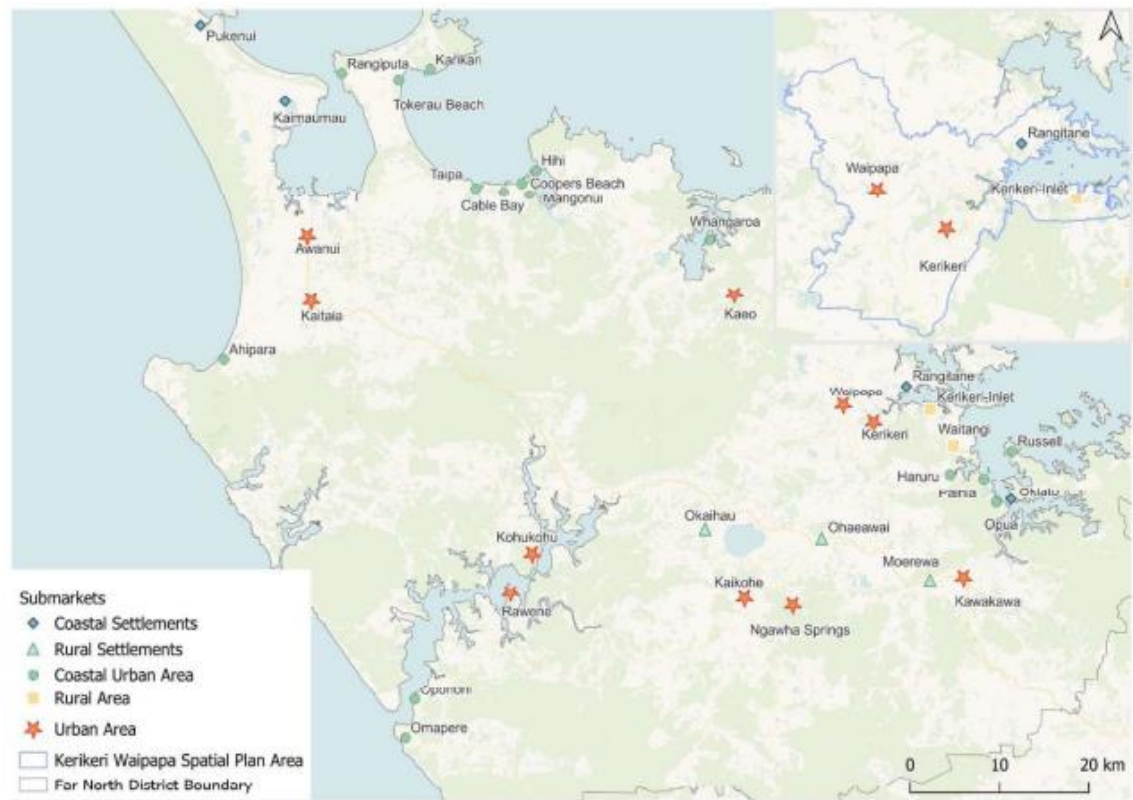 Pukenui
Rangiputa
Karikari
Tokerau Beach
Kaimaumau
Hihi
Taipa
Coopers Beach
Mangonui
Cable Bay
Whangaroa
Awanui
Kaitaia
Kaeo
Ahipara
Rangitane
Waipapa
Kerikeri-Inlet
Kerikeri
Rangitane
Waipapa
Kerikeri-Inlet
Kerikeri
Waitangi
Russell
Haruru
Paihia
Okiato
Opua
Okaihau
Ohaeawai
Kohukohu
Moerewa
Kaikohe
Rawene
Kawakawa
Ngawha Springs
Opononi
Omapere
Submarkets
Coastal Settlements
Rural Settlements
Coastal Urban Area
Rural Area
Urban Area
Kerikeri Waipapa Spatial Plan Area
Far North District Boundary
0 10 20 km